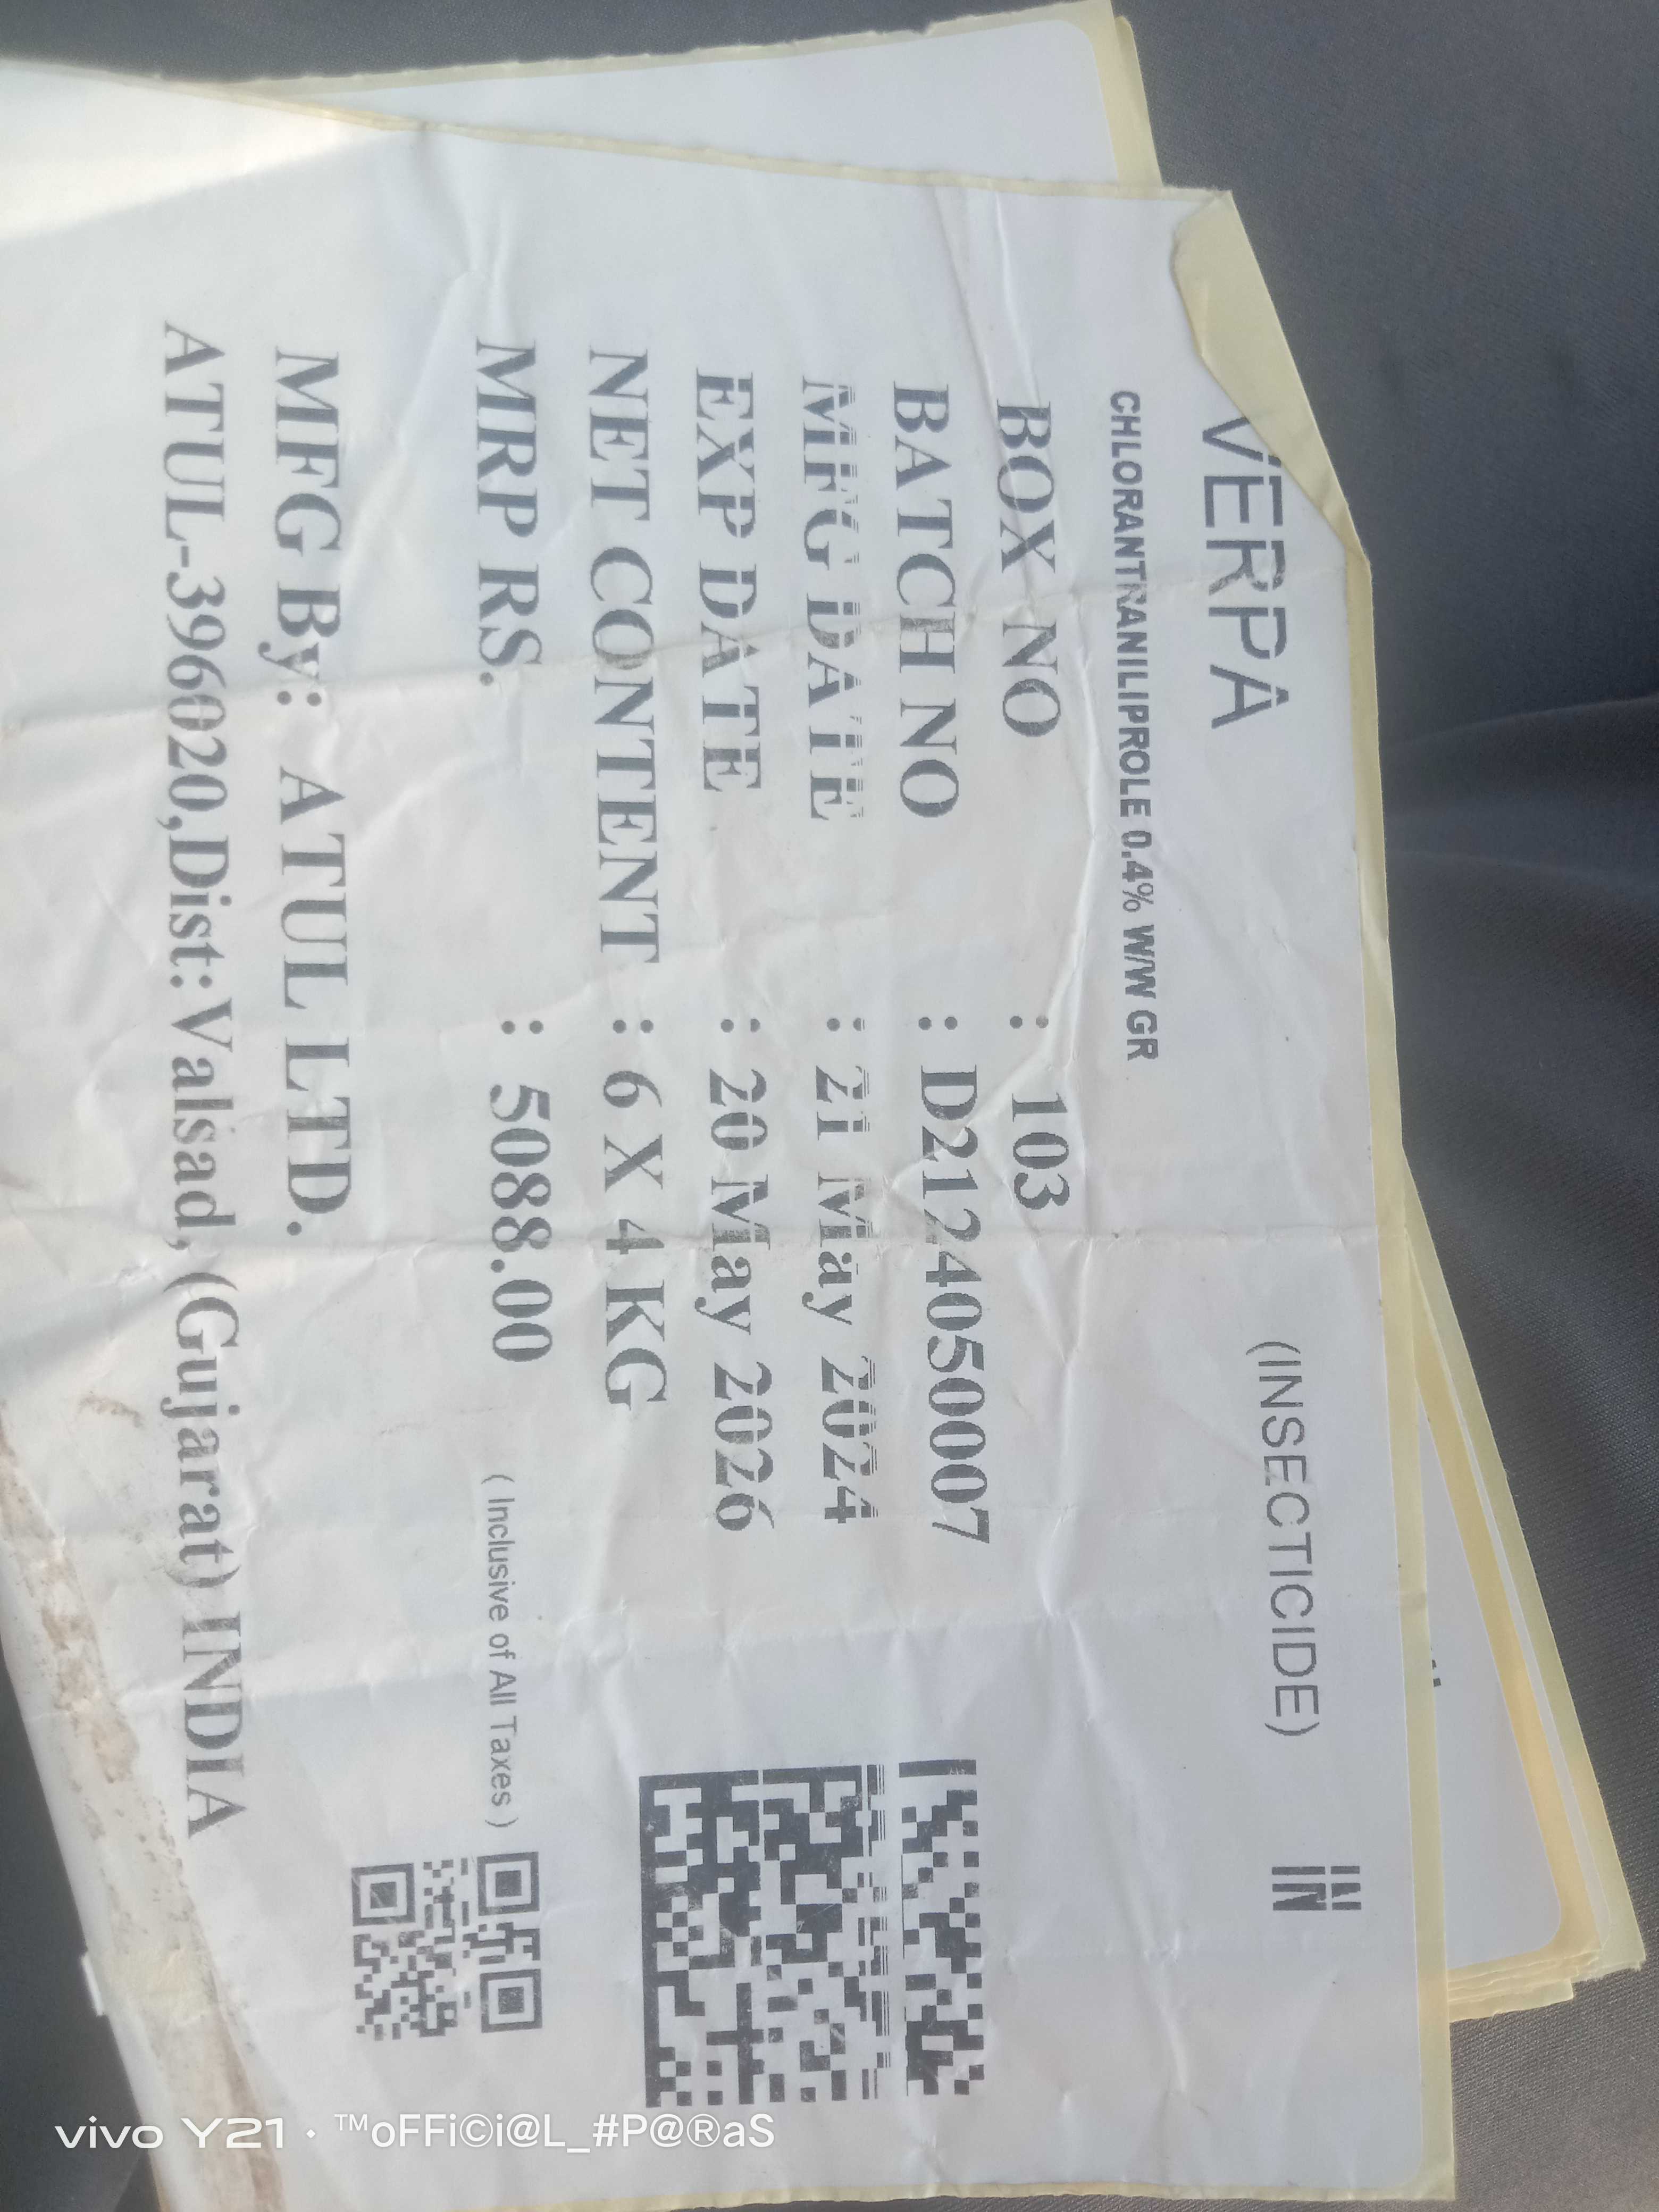 VERPA (INSECTICIDE) IN
CHLORANTRANILIPROLE 0.4% W/W GR
BOX NO : 103
BATCH NO : D212405007
MFG DATE : 21 May 2024
EXP DATE : 20 May 2026
NET CONTENT : 6 X 4 KG
MRP RS. : 5088.00 ( Inclusive of All Taxes )
MFG By: ATUL LTD.
ATUL-396020,Dist:Valsad, (Gujarat) INDIA
vivo Y21 · ™oFFi©i@L_#P@®aS